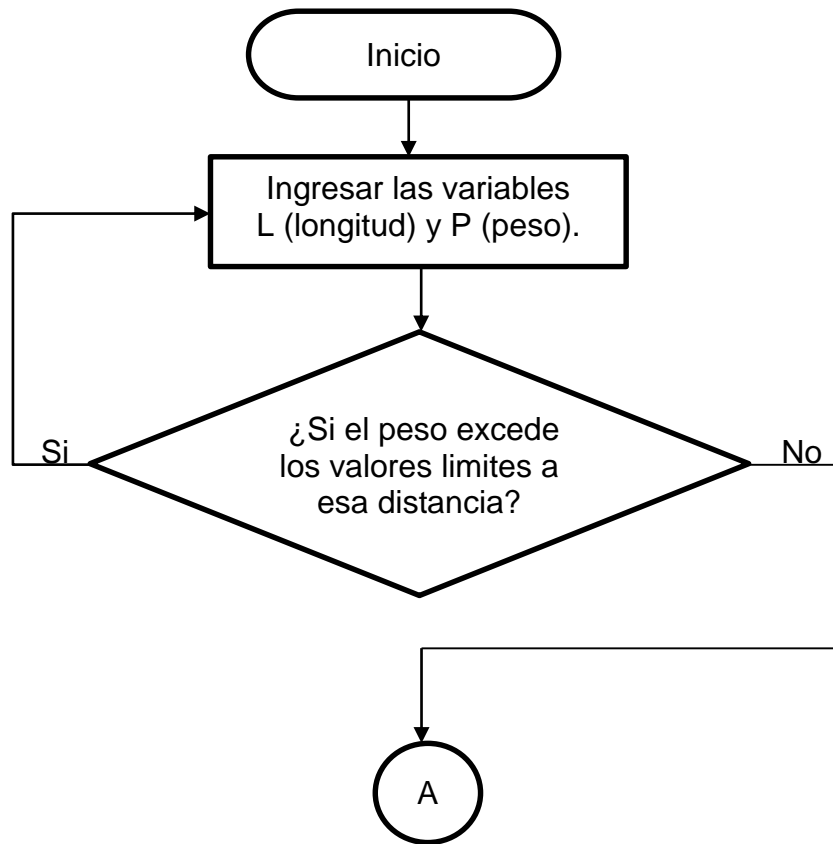 Inicio
Ingresar las variables
L (longitud) y P (peso).
¿Si el peso excede
los valores limites a
esa distancia?
Si
No
A